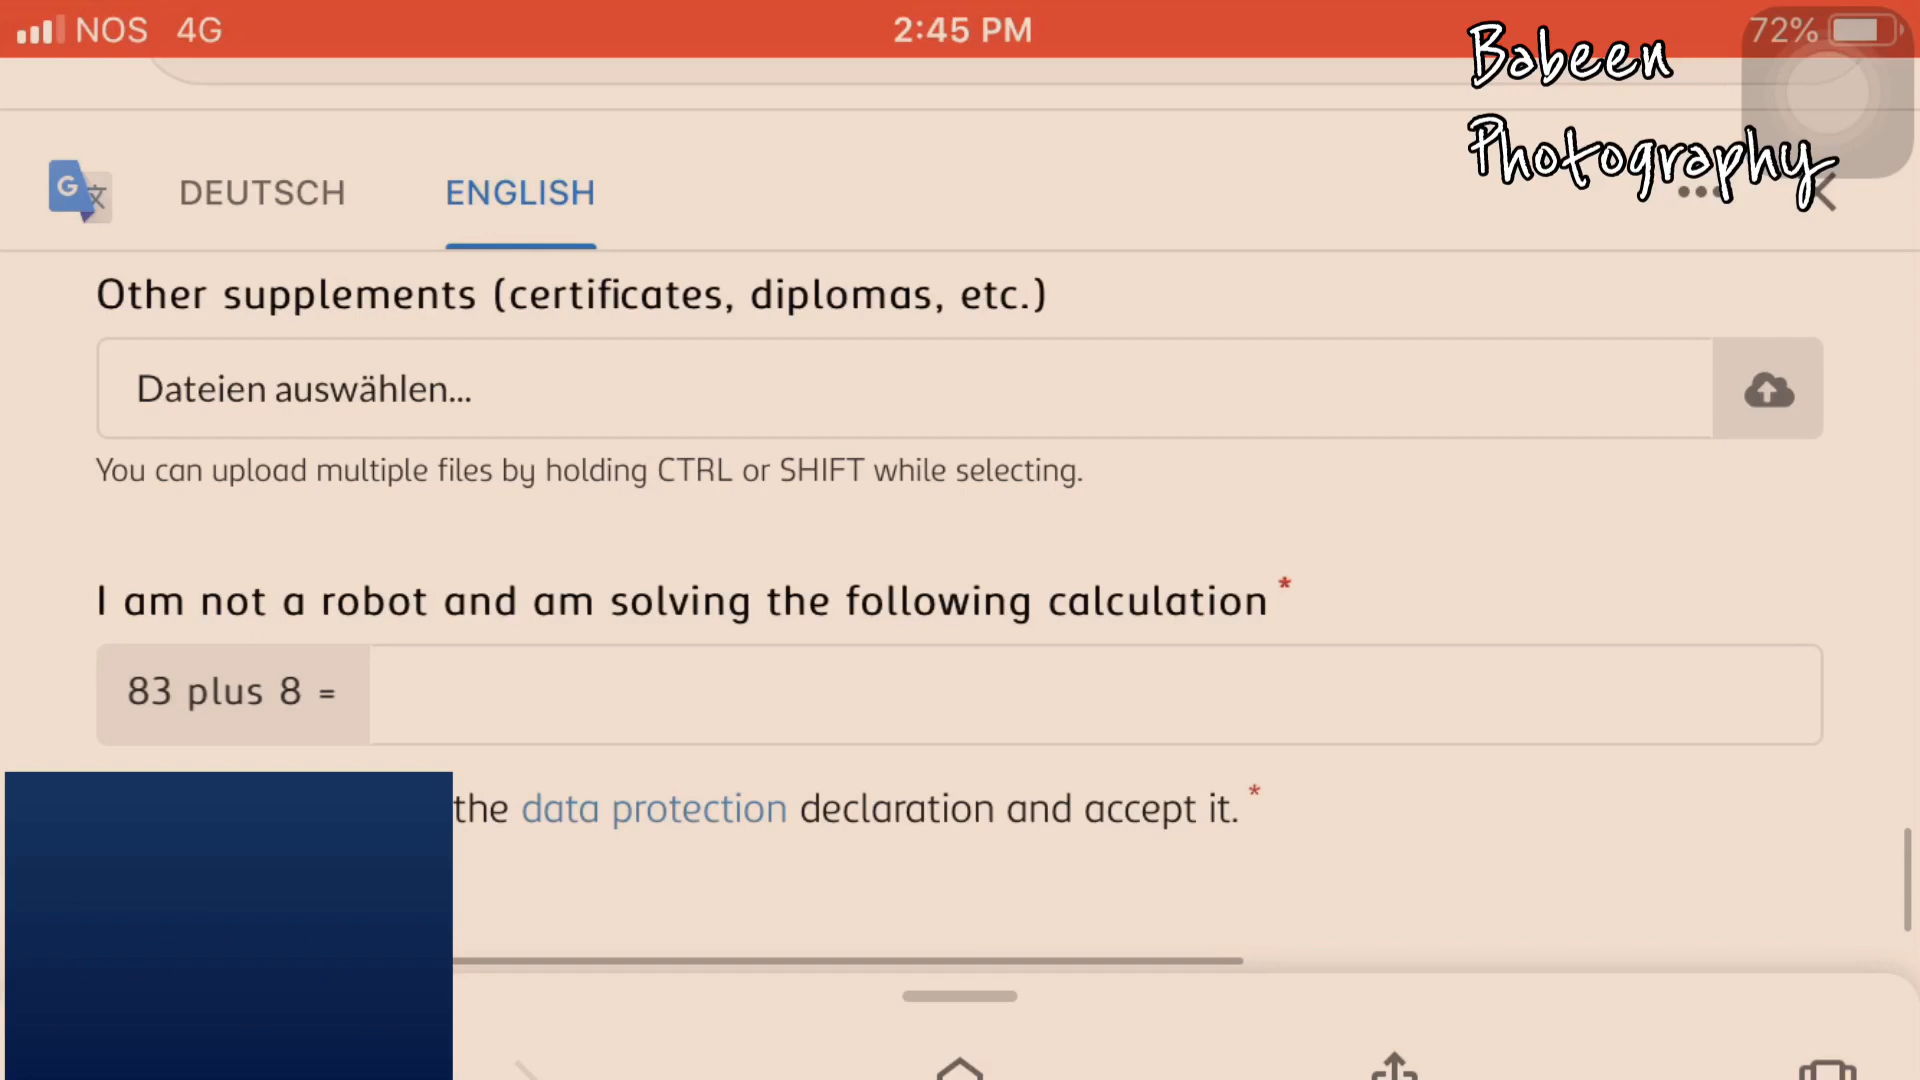 NOS 4G 2:45 PM 72%
Babeen
Photography
DEUTSCH ENGLISH
Other supplements (certificates, diplomas, etc.)
Dateien auswählen...
You can upload multiple files by holding CTRL or SHIFT while selecting.
I am not a robot and am solving the following calculation *
83 plus 8 =
the data protection declaration and accept it. *